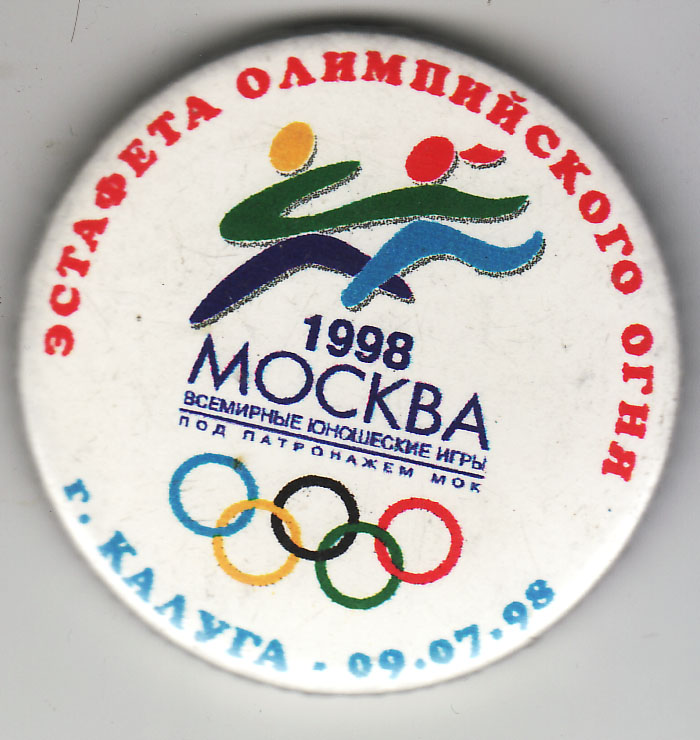 ЭСТАФЕТА ОЛИМПИЙСКОГО ОГНЯ
1998
МОСКВА
ВСЕМИРНЫЕ ЮНОШЕСКИЕ ИГРЫ
ПОД ПАТРОНАЖЕМ МОК
г. КАЛУГА - 09.07.98